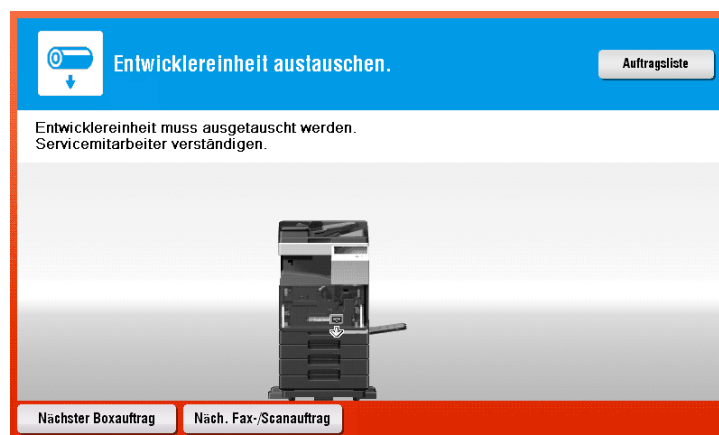 Entwicklereinheit austauschen.
Auftragsliste
Entwicklereinheit muss ausgetauscht werden.
Servicemitarbeiter verständigen.
Nächster Boxauftrag
Näch. Fax-/Scanauftrag